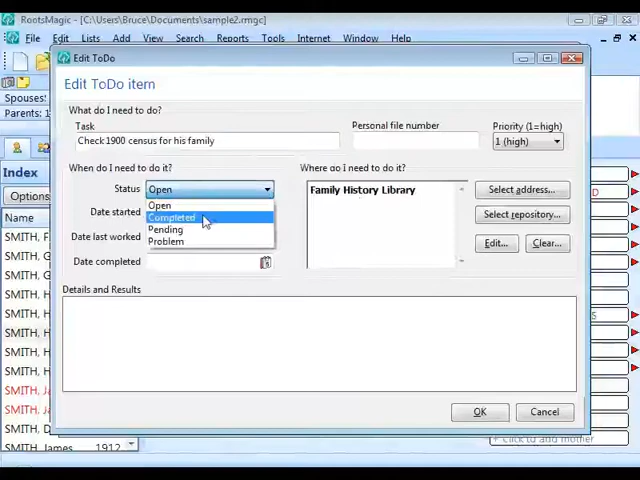 RootsMagic - [C:\Users\Bruce\Documents\sample2.rmgc]
File Edit Lists Add View Search Reports Tools Internet Window Help
Edit ToDo
Edit ToDo item
Spouses
Parents: 1
What do I need to do?
Task
Check 1900 census for his family
Personal file number
Priority (1=high)
1 (high)
When do I need to do it?
Status
Open
Open
Completed
Pending
Problem
Date started
Date last worked
Date completed
Where do I need to do it?
Family History Library
Select address...
Select repository...
Edit...
Clear...
Details and Results
OK
Cancel
Index
Options
Name
SMITH, F
SMITH, G
SMITH, G
SMITH, H
SMITH, H
SMITH, H
SMITH, H
SMITH, H
SMITH, Ja
SMITH, Ja
SMITH, James 1912
+ Click to add mother